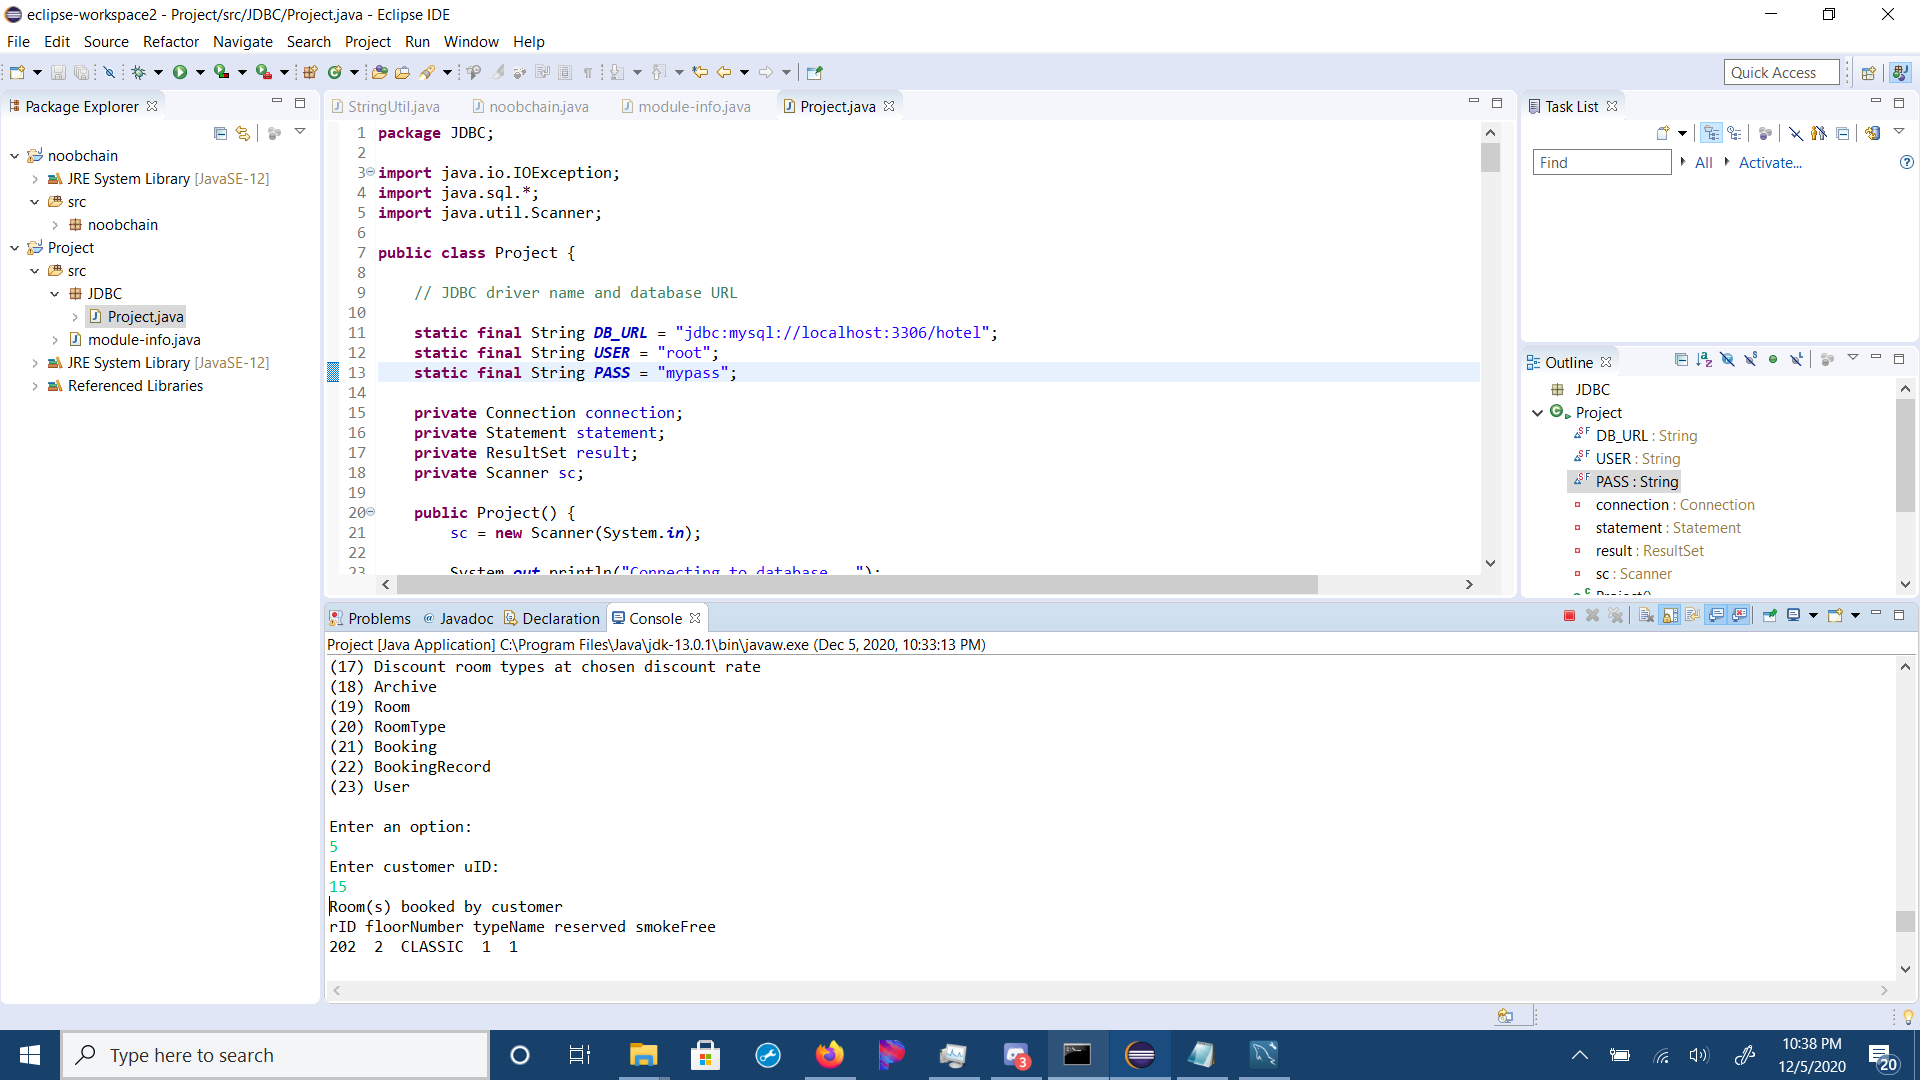 eclipse-workspace2 - Project/src/JDBC/Project.java - Eclipse IDE
File Edit Source Refactor Navigate Search Project Run Window Help
Quick Access
Package Explorer
noobchain
JRE System Library [JavaSE-12]
src
noobchain
Project
src
JDBC
Project.java
module-info.java
JRE System Library [JavaSE-12]
Referenced Libraries
StringUtil.java noobchain.java module-info.java Project.java
1 package JDBC;
2
3 import java.io.IOException;
4 import java.sql.*;
5 import java.util.Scanner;
6
7 public class Project {
8
9 // JDBC driver name and database URL
10
11 static final String DB_URL = "jdbc:mysql://localhost:3306/hotel";
12 static final String USER = "root";
13 static final String PASS = "mypass";
14
15 private Connection connection;
16 private Statement statement;
17 private ResultSet result;
18 private Scanner sc;
19
20 public Project() {
21 sc = new Scanner(System.in);
22
23 System.out.println("Connecting to database...");
Task List
Find All Activate...
Outline
JDBC
Project
DB_URL : String
USER : String
PASS : String
connection : Connection
statement : Statement
result : ResultSet
sc : Scanner
Project()
Problems @ Javadoc Declaration Console
Project [Java Application] C:\Program Files\Java\jdk-13.0.1\bin\javaw.exe (Dec 5, 2020, 10:33:13 PM)
(17) Discount room types at chosen discount rate
(18) Archive
(19) Room
(20) RoomType
(21) Booking
(22) BookingRecord
(23) User
Enter an option:
5
Enter customer uID:
15
Room(s) booked by customer
rID floorNumber typeName reserved smokeFree
202 2 CLASSIC 1 1
Type here to search
3
10:38 PM
12/5/2020
20